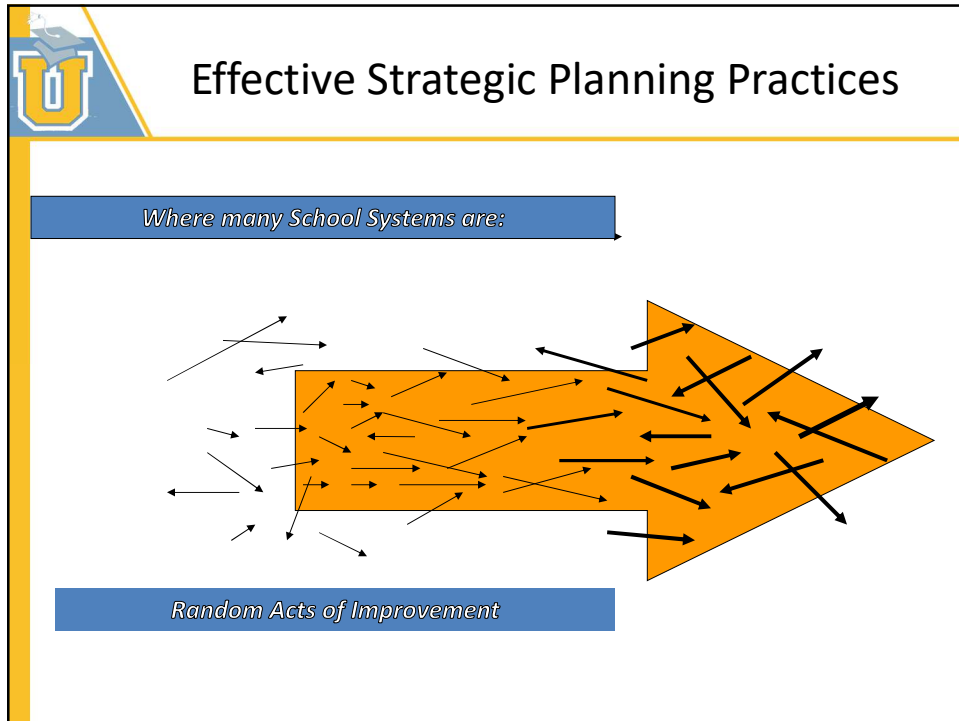 U
Effective Strategic Planning Practices
Where many School Systems are:
Random Acts of Improvement